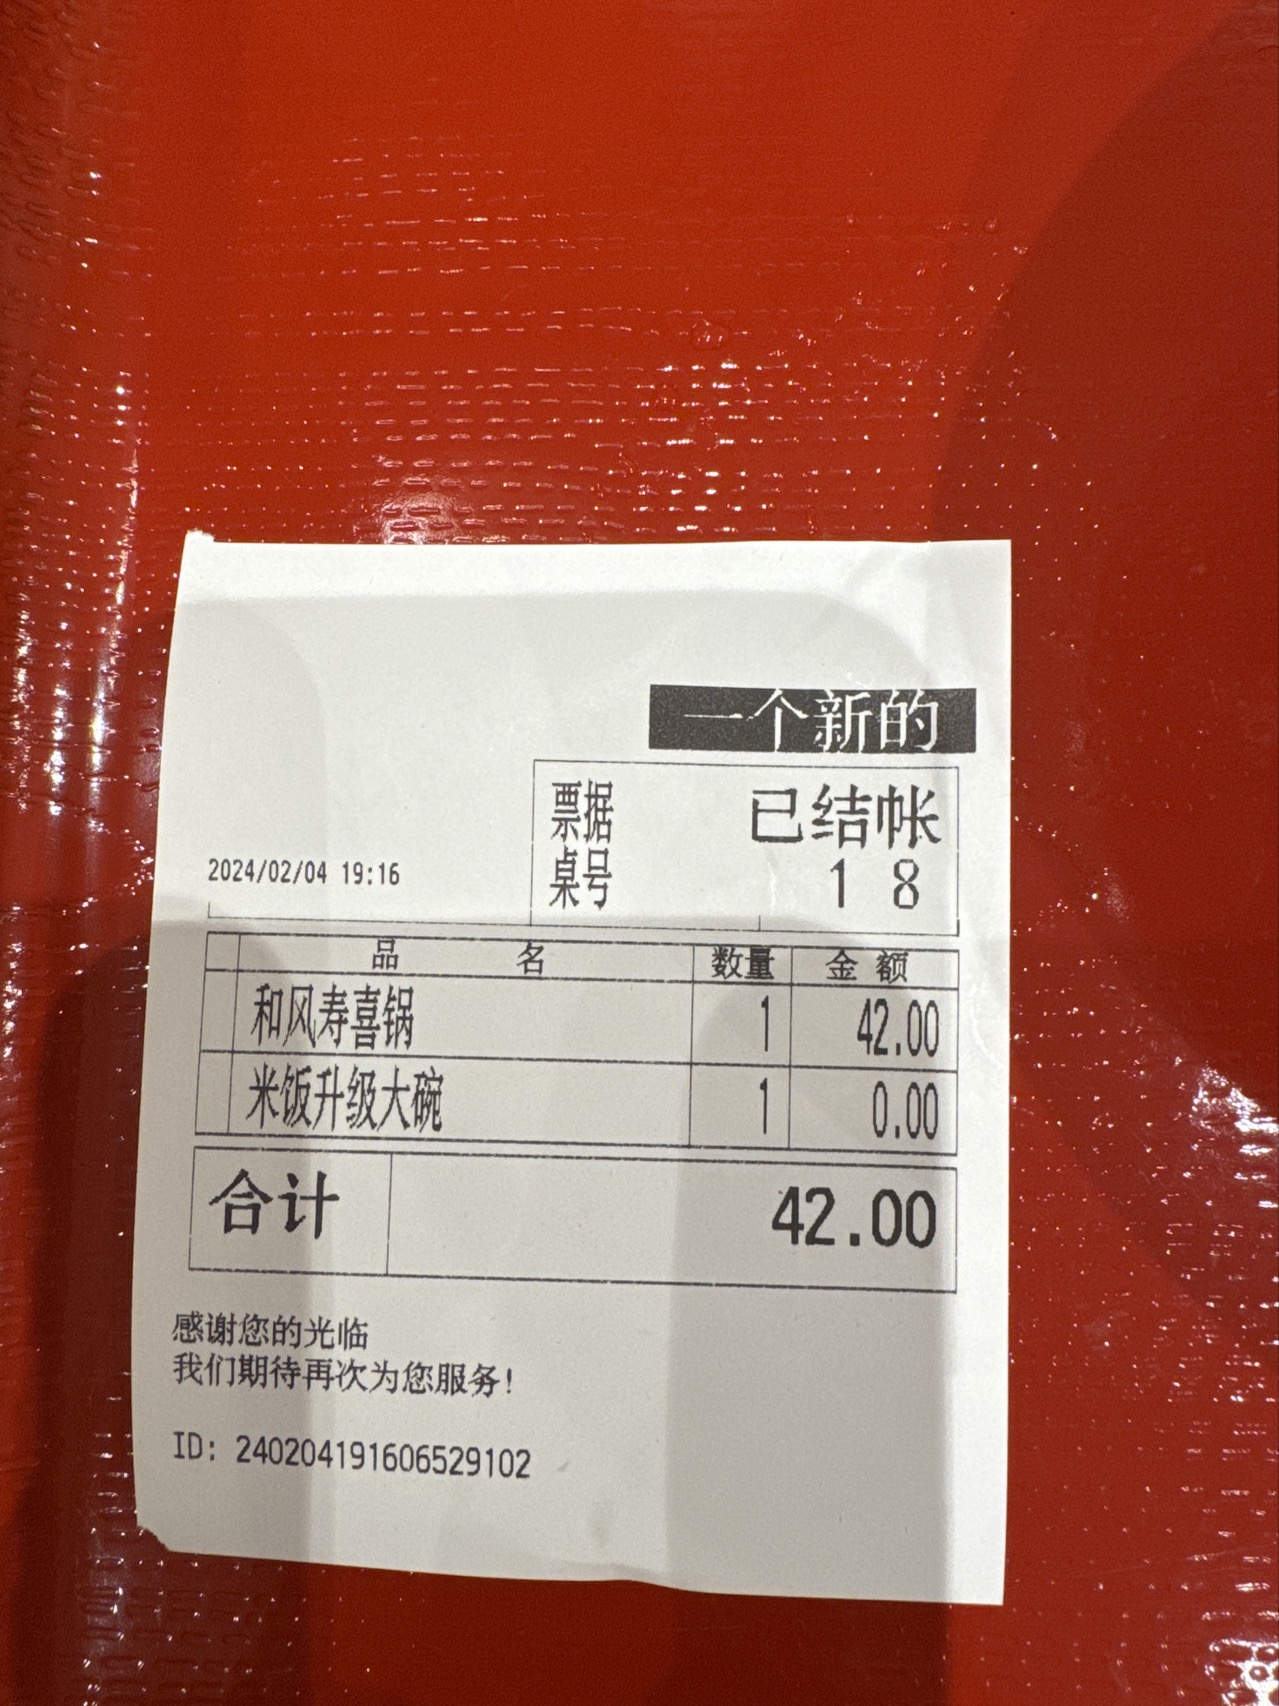 一个新的
票据 已结帐
2024/02/04 19:16 桌号 1 8
品 名 数量 金 额
和风寿喜锅 1 42.00
米饭升级大碗 1 0.00
合计 42.00
感谢您的光临
我们期待再次为您服务!
ID: 240204191606529102